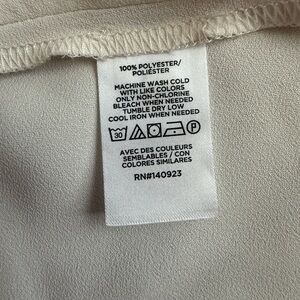 100% POLYESTER/
POLIÉSTER
MACHINE WASH COLD
WITH LIKE COLORS
ONLY NON-CHLORINE
BLEACH WHEN NEEDED
TUMBLE DRY LOW
COOL IRON WHEN NEEDED
30 P
AVEC DES COULEURS
SEMBLABLES / CON
COLORES SIMILARES
RN#140923